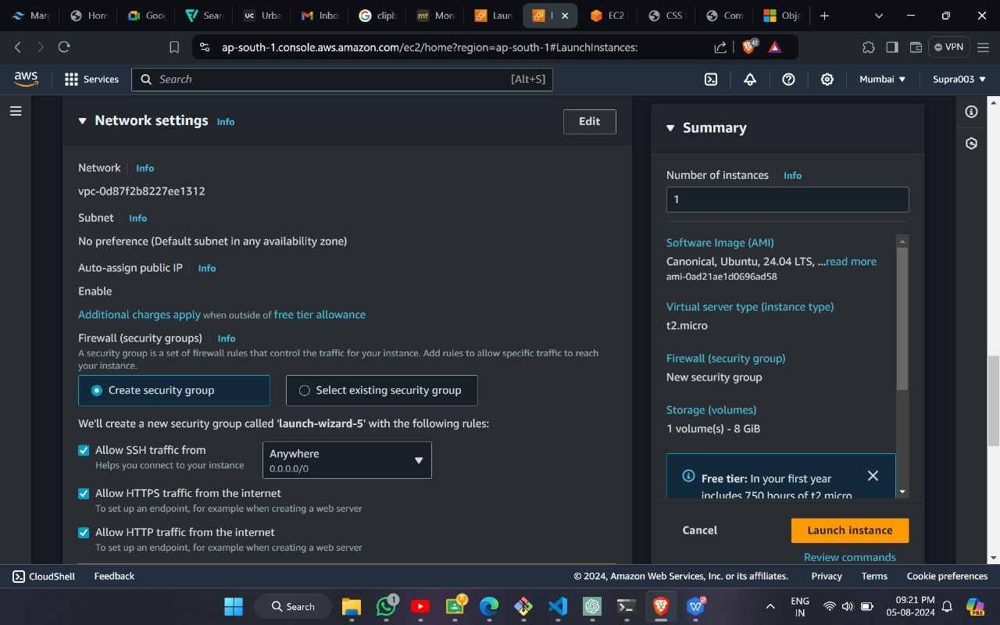 Marg
Hom
Goo
Sear
Urba
Inbo
clipb
Mon
Laun
I
EC2
CSS
Com
Obje
ap-south-1.console.aws.amazon.com/ec2/home?region=ap-south-1#LaunchInstances:
42
VPN
aws
Services
Search
[Alt+S]
Mumbai
Supra003
Network settings Info
Edit
Network Info
vpc-0d87f2b8227ee1312
Subnet Info
No preference (Default subnet in any availability zone)
Auto-assign public IP Info
Enable
Additional charges apply when outside of free tier allowance
Firewall (security groups) Info
A security group is a set of firewall rules that control the traffic for your instance. Add rules to allow specific traffic to reach
your instance.
Create security group
Select existing security group
We'll create a new security group called 'launch-wizard-5' with the following rules:
Allow SSH traffic from
Helps you connect to your instance
Anywhere
0.0.0.0/0
Allow HTTPS traffic from the internet
To set up an endpoint, for example when creating a web server
Allow HTTP traffic from the internet
To set up an endpoint, for example when creating a web server
Summary
Number of instances Info
1
Software Image (AMI)
Canonical, Ubuntu, 24.04 LTS, ...read more
ami-0ad21ae1d0696ad58
Virtual server type (instance type)
t2.micro
Firewall (security group)
New security group
Storage (volumes)
1 volume(s) - 8 GiB
Free tier: In your first year
includes 750 hours of t2.micro
Cancel
Launch instance
Review commands
CloudShell
Feedback
© 2024, Amazon Web Services, Inc. or its affiliates.
Privacy
Terms
Cookie preferences
Search
1
ENG
IN
09:21 PM
05-08-2024
PRE